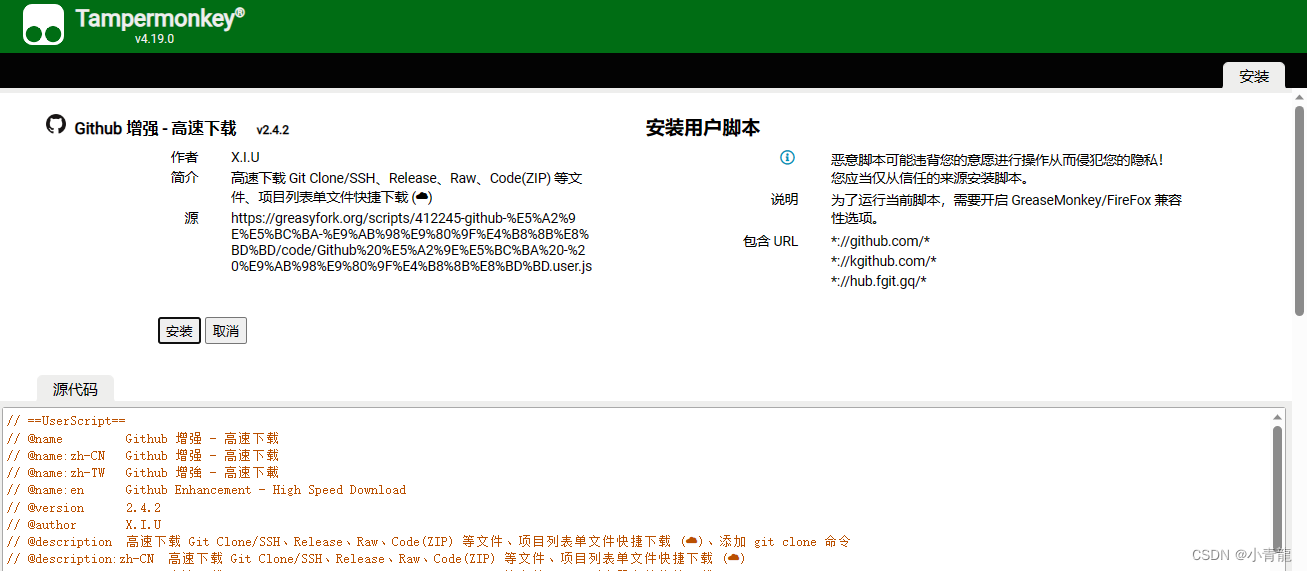 Tampermonkey®
v4.19.0
安装
Github 增强 - 高速下载 v2.4.2
作者 X.I.U
简介 高速下载 Git Clone/SSH、Release、Raw、Code(ZIP) 等文
件、项目列表单文件快捷下载 (☁)
源 https://greasyfork.org/scripts/412245-github-%E5%A2%9
E%E5%BC%BA-%E9%AB%98%E9%80%9F%E4%B8%8B%E8%
BD%BD/code/Github%20%E5%A2%9E%E5%BC%BA%20-%2
0%E9%AB%98%E9%80%9F%E4%B8%8B%E8%BD%BD.user.js
安装 取消
安装用户脚本
恶意脚本可能违背您的意愿进行操作从而侵犯您的隐私！
您应当仅从信任的来源安装脚本。
说明 为了运行当前脚本，需要开启 GreaseMonkey/FireFox 兼容
性选项。
包含 URL *://github.com/*
*://kgithub.com/*
*://hub.fgit.gq/*
源代码
// ==UserScript==
// @name Github 增强 - 高速下载
// @name:zh-CN Github 增强 - 高速下载
// @name:zh-TW Github 增強 - 高速下載
// @name:en Github Enhancement - High Speed Download
// @version 2.4.2
// @author X.I.U
// @description 高速下载 Git Clone/SSH、Release、Raw、Code(ZIP) 等文件、项目列表单文件快捷下载 (☁)、添加 git clone 命令
// @description:zh-CN 高速下载 Git Clone/SSH、Release、Raw、Code(ZIP) 等文件、项目列表单文件快捷下载 (☁)
CSDN @小青龍